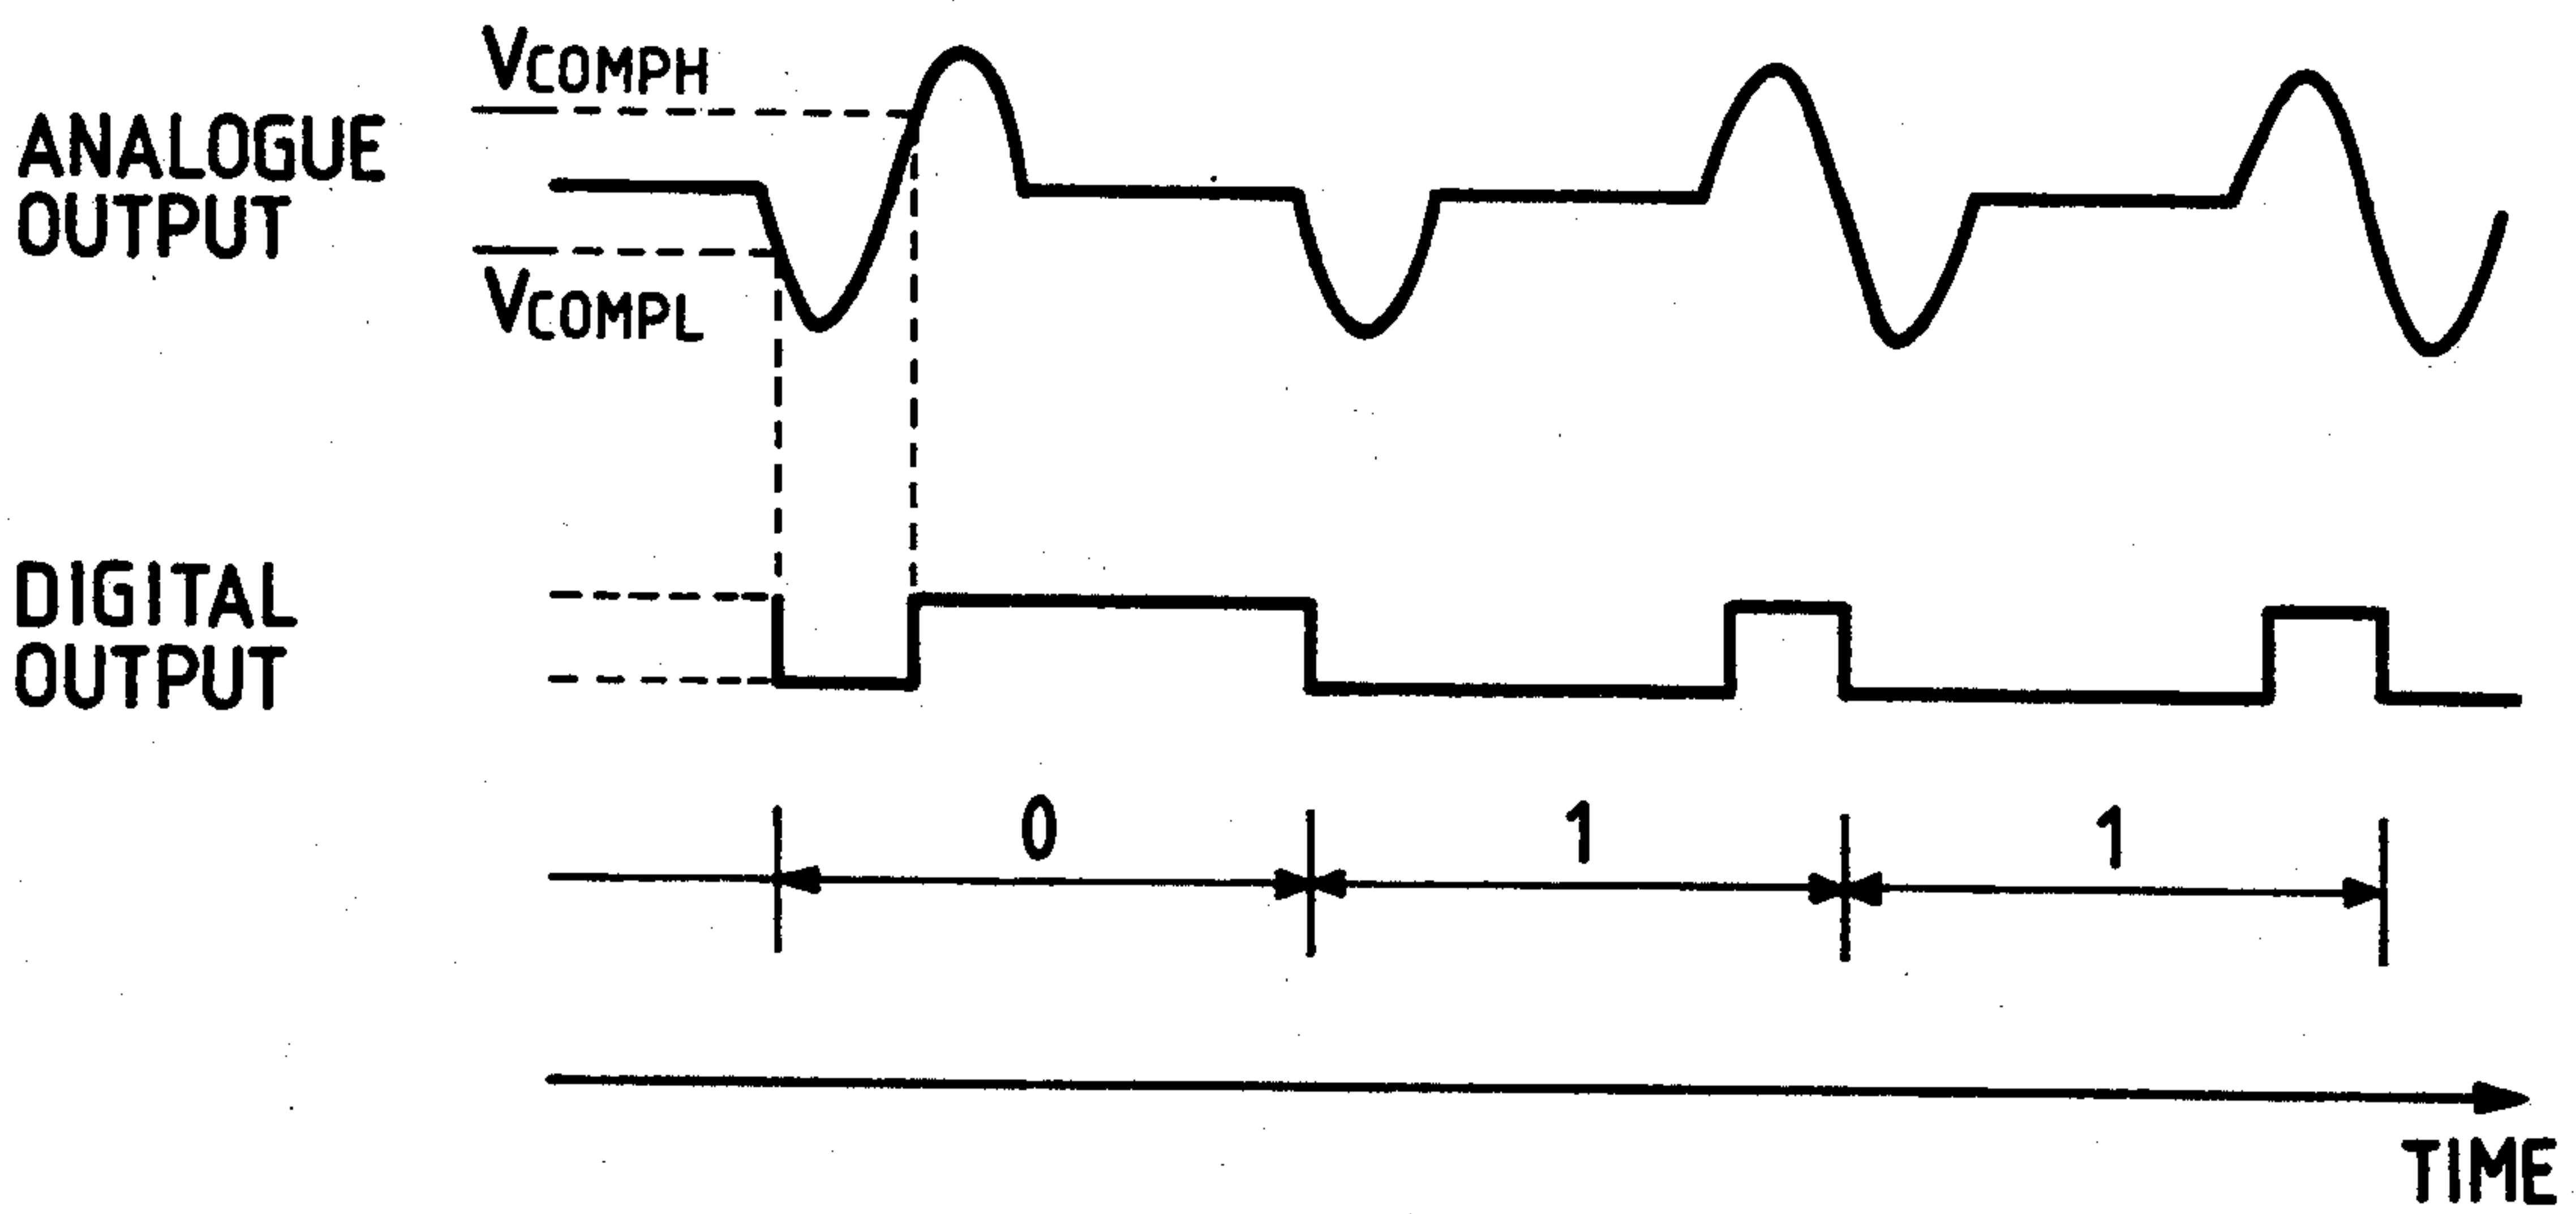 VCOMPH
ANALOGUE
OUTPUT
VCOMPL
DIGITAL
OUTPUT
0 1 1
TIME